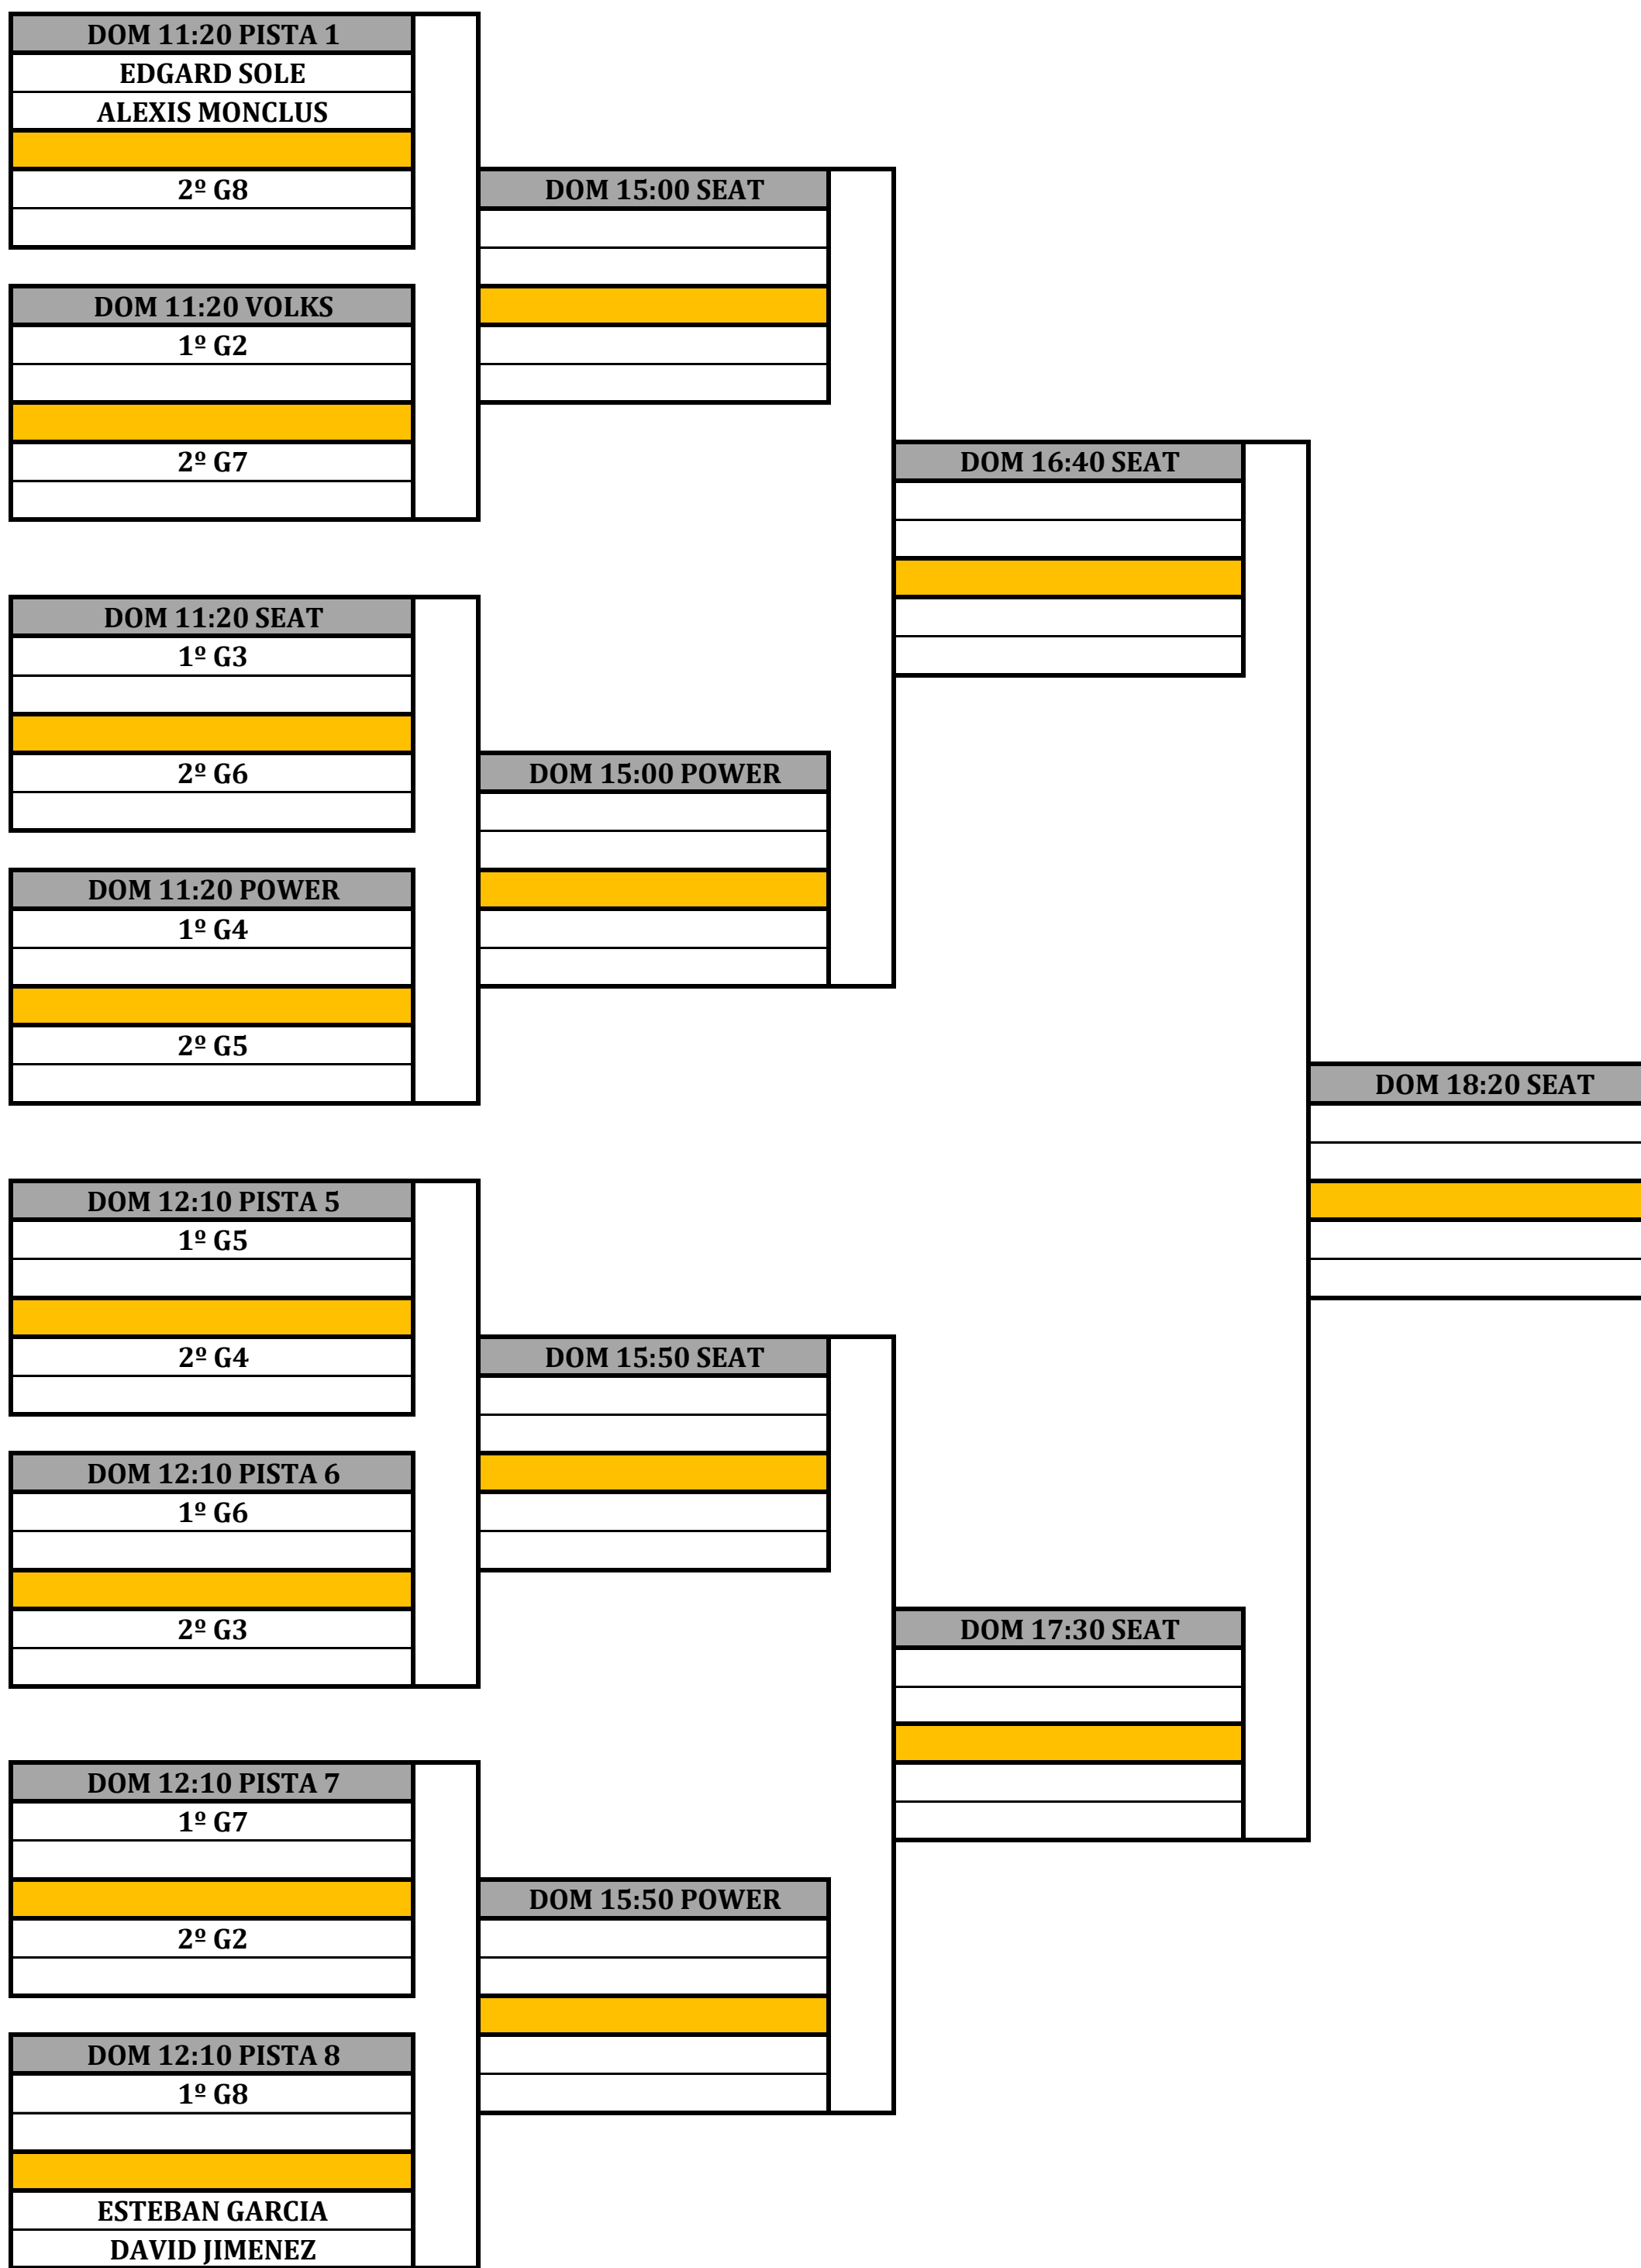 DOM 11:20 PISTA 1
EDGARD SOLE
ALEXIS MONCLUS
2º G8
DOM 11:20 VOLKS
1º G2
2º G7
DOM 11:20 SEAT
1º G3
2º G6
DOM 11:20 POWER
1º G4
2º G5
DOM 12:10 PISTA 5
1º G5
2º G4
DOM 12:10 PISTA 6
1º G6
2º G3
DOM 12:10 PISTA 7
1º G7
2º G2
DOM 12:10 PISTA 8
1º G8
ESTEBAN GARCIA
DAVID JIMENEZ
DOM 15:00 SEAT
DOM 15:00 POWER
DOM 15:50 SEAT
DOM 15:50 POWER
DOM 16:40 SEAT
DOM 17:30 SEAT
DOM 18:20 SEAT